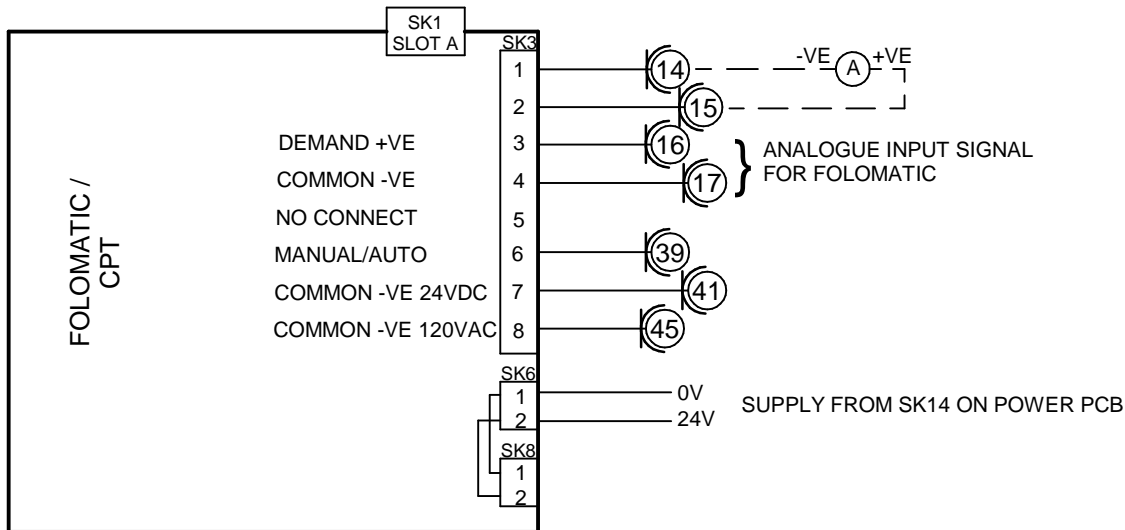 SK1
SLOT A
SK3
1
14
-VE
A
+VE
2
15
DEMAND +VE
3
16
ANALOGUE INPUT SIGNAL
FOR FOLOMATIC
COMMON -VE
4
17
NO CONNECT
5
MANUAL/AUTO
6
39
COMMON -VE 24VDC
7
41
COMMON -VE 120VAC
8
45
FOLOMATIC /
CPT
SK6
1
0V
2
24V
SUPPLY FROM SK14 ON POWER PCB
SK8
1
2